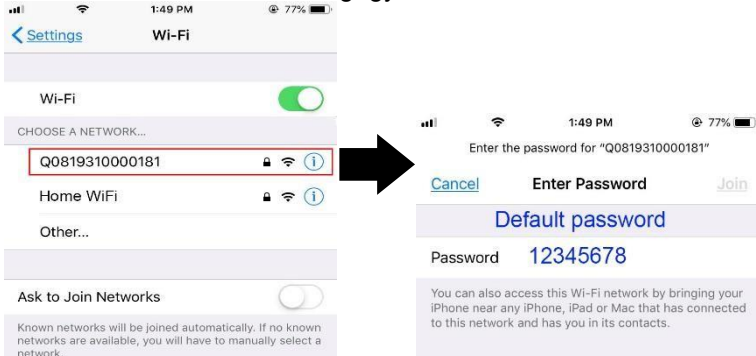 1:49 PM
77%
Settings
Wi-Fi
Wi-Fi
CHOOSE A NETWORK...
Q0819310000181
Home WiFi
Other...
Ask to Join Networks
Known networks will be joined automatically. If no known
networks are available, you will have to manually select a
network.
1:49 PM
77%
Enter the password for “Q0819310000181”
Cancel
Enter Password
Join
Default password
Password 12345678
You can also access this Wi-Fi network by bringing your
iPhone near any iPhone, iPad or Mac that has connected
to this network and has you in its contacts.